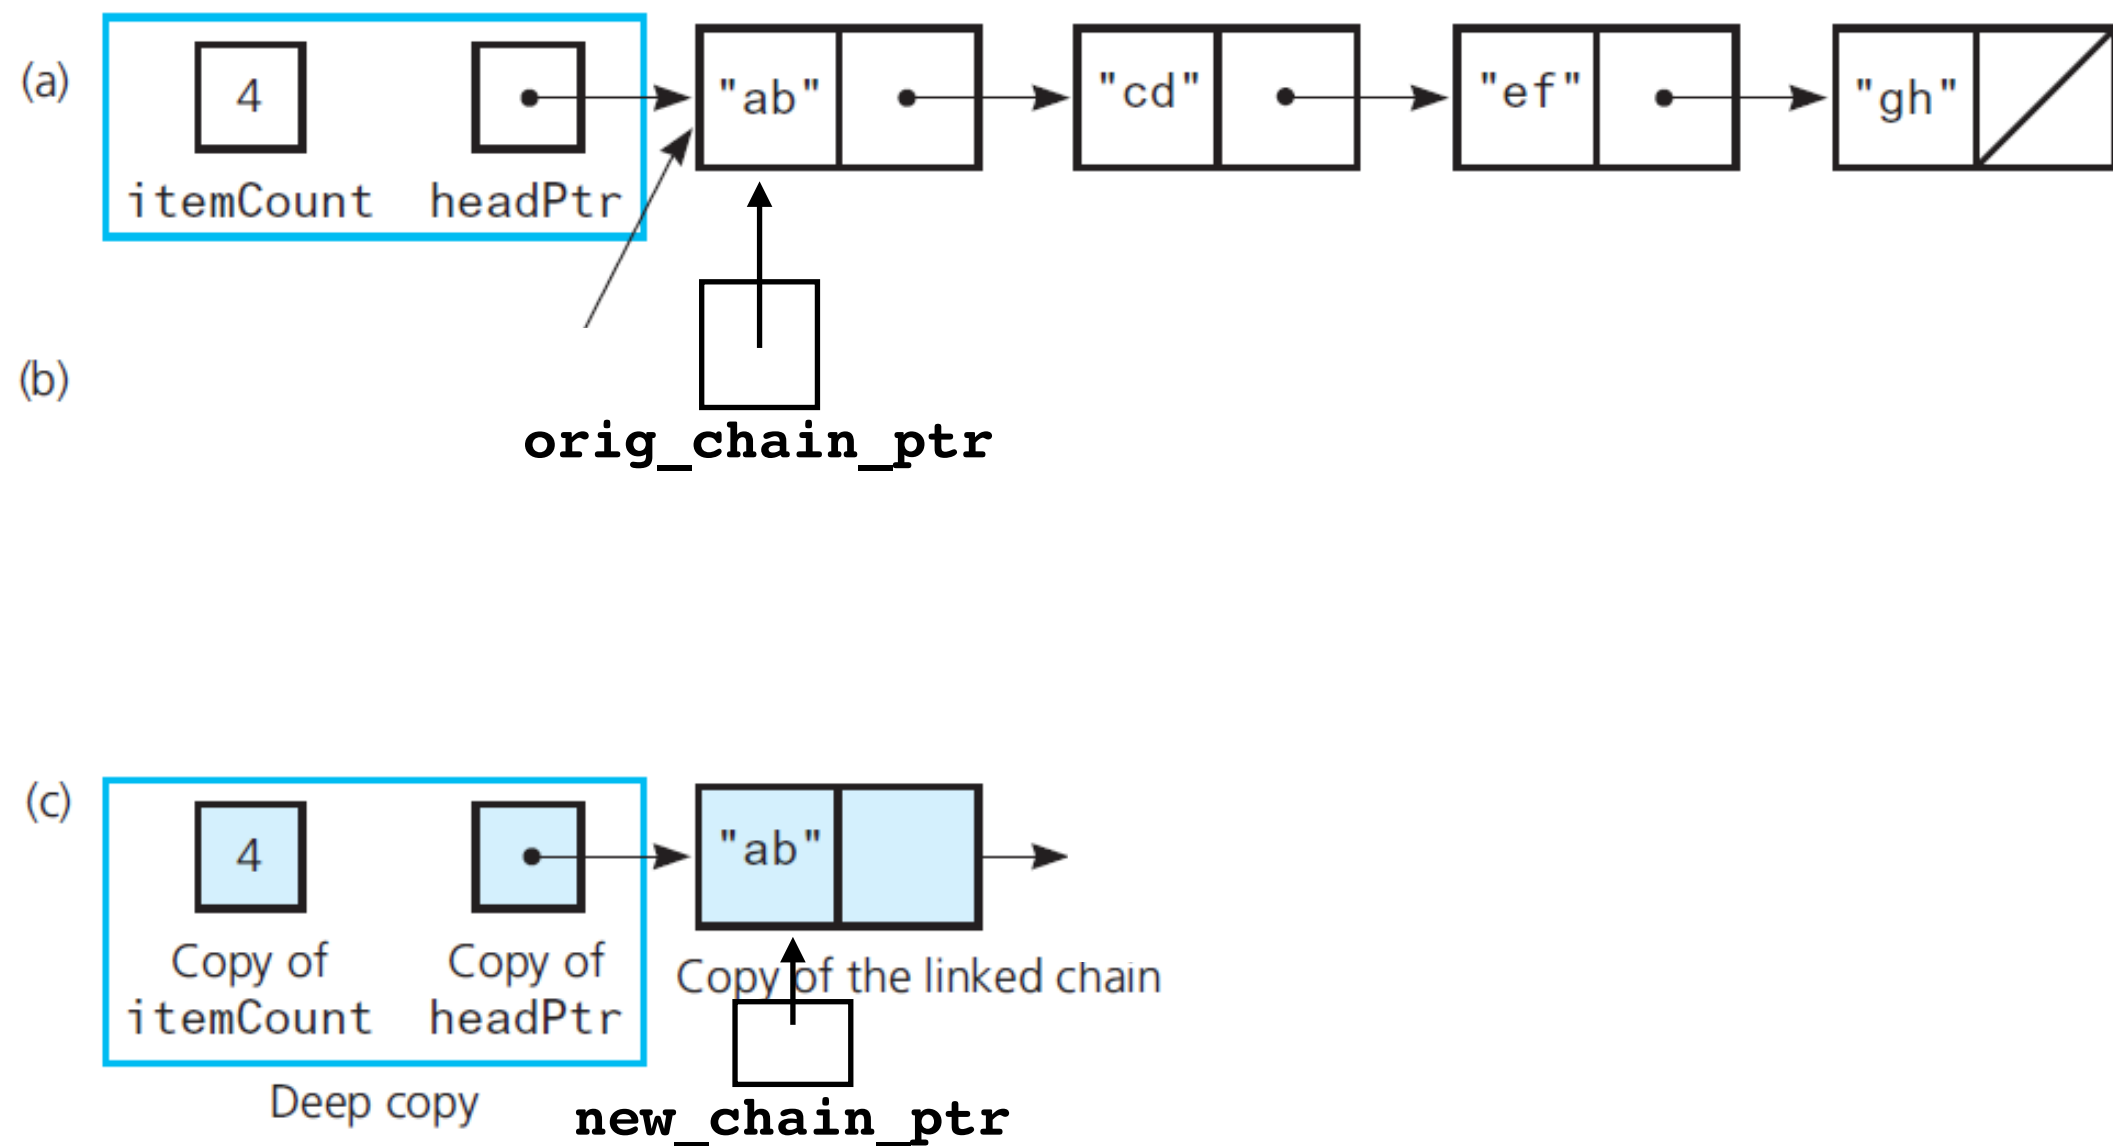 (a)
4
"ab"
"cd"
"ef"
"gh"
itemCount headPtr
(b)
orig_chain_ptr
(c)
4
"ab"
Copy of
itemCount
Copy of
headPtr
Copy of the linked chain
Deep copy
new_chain_ptr